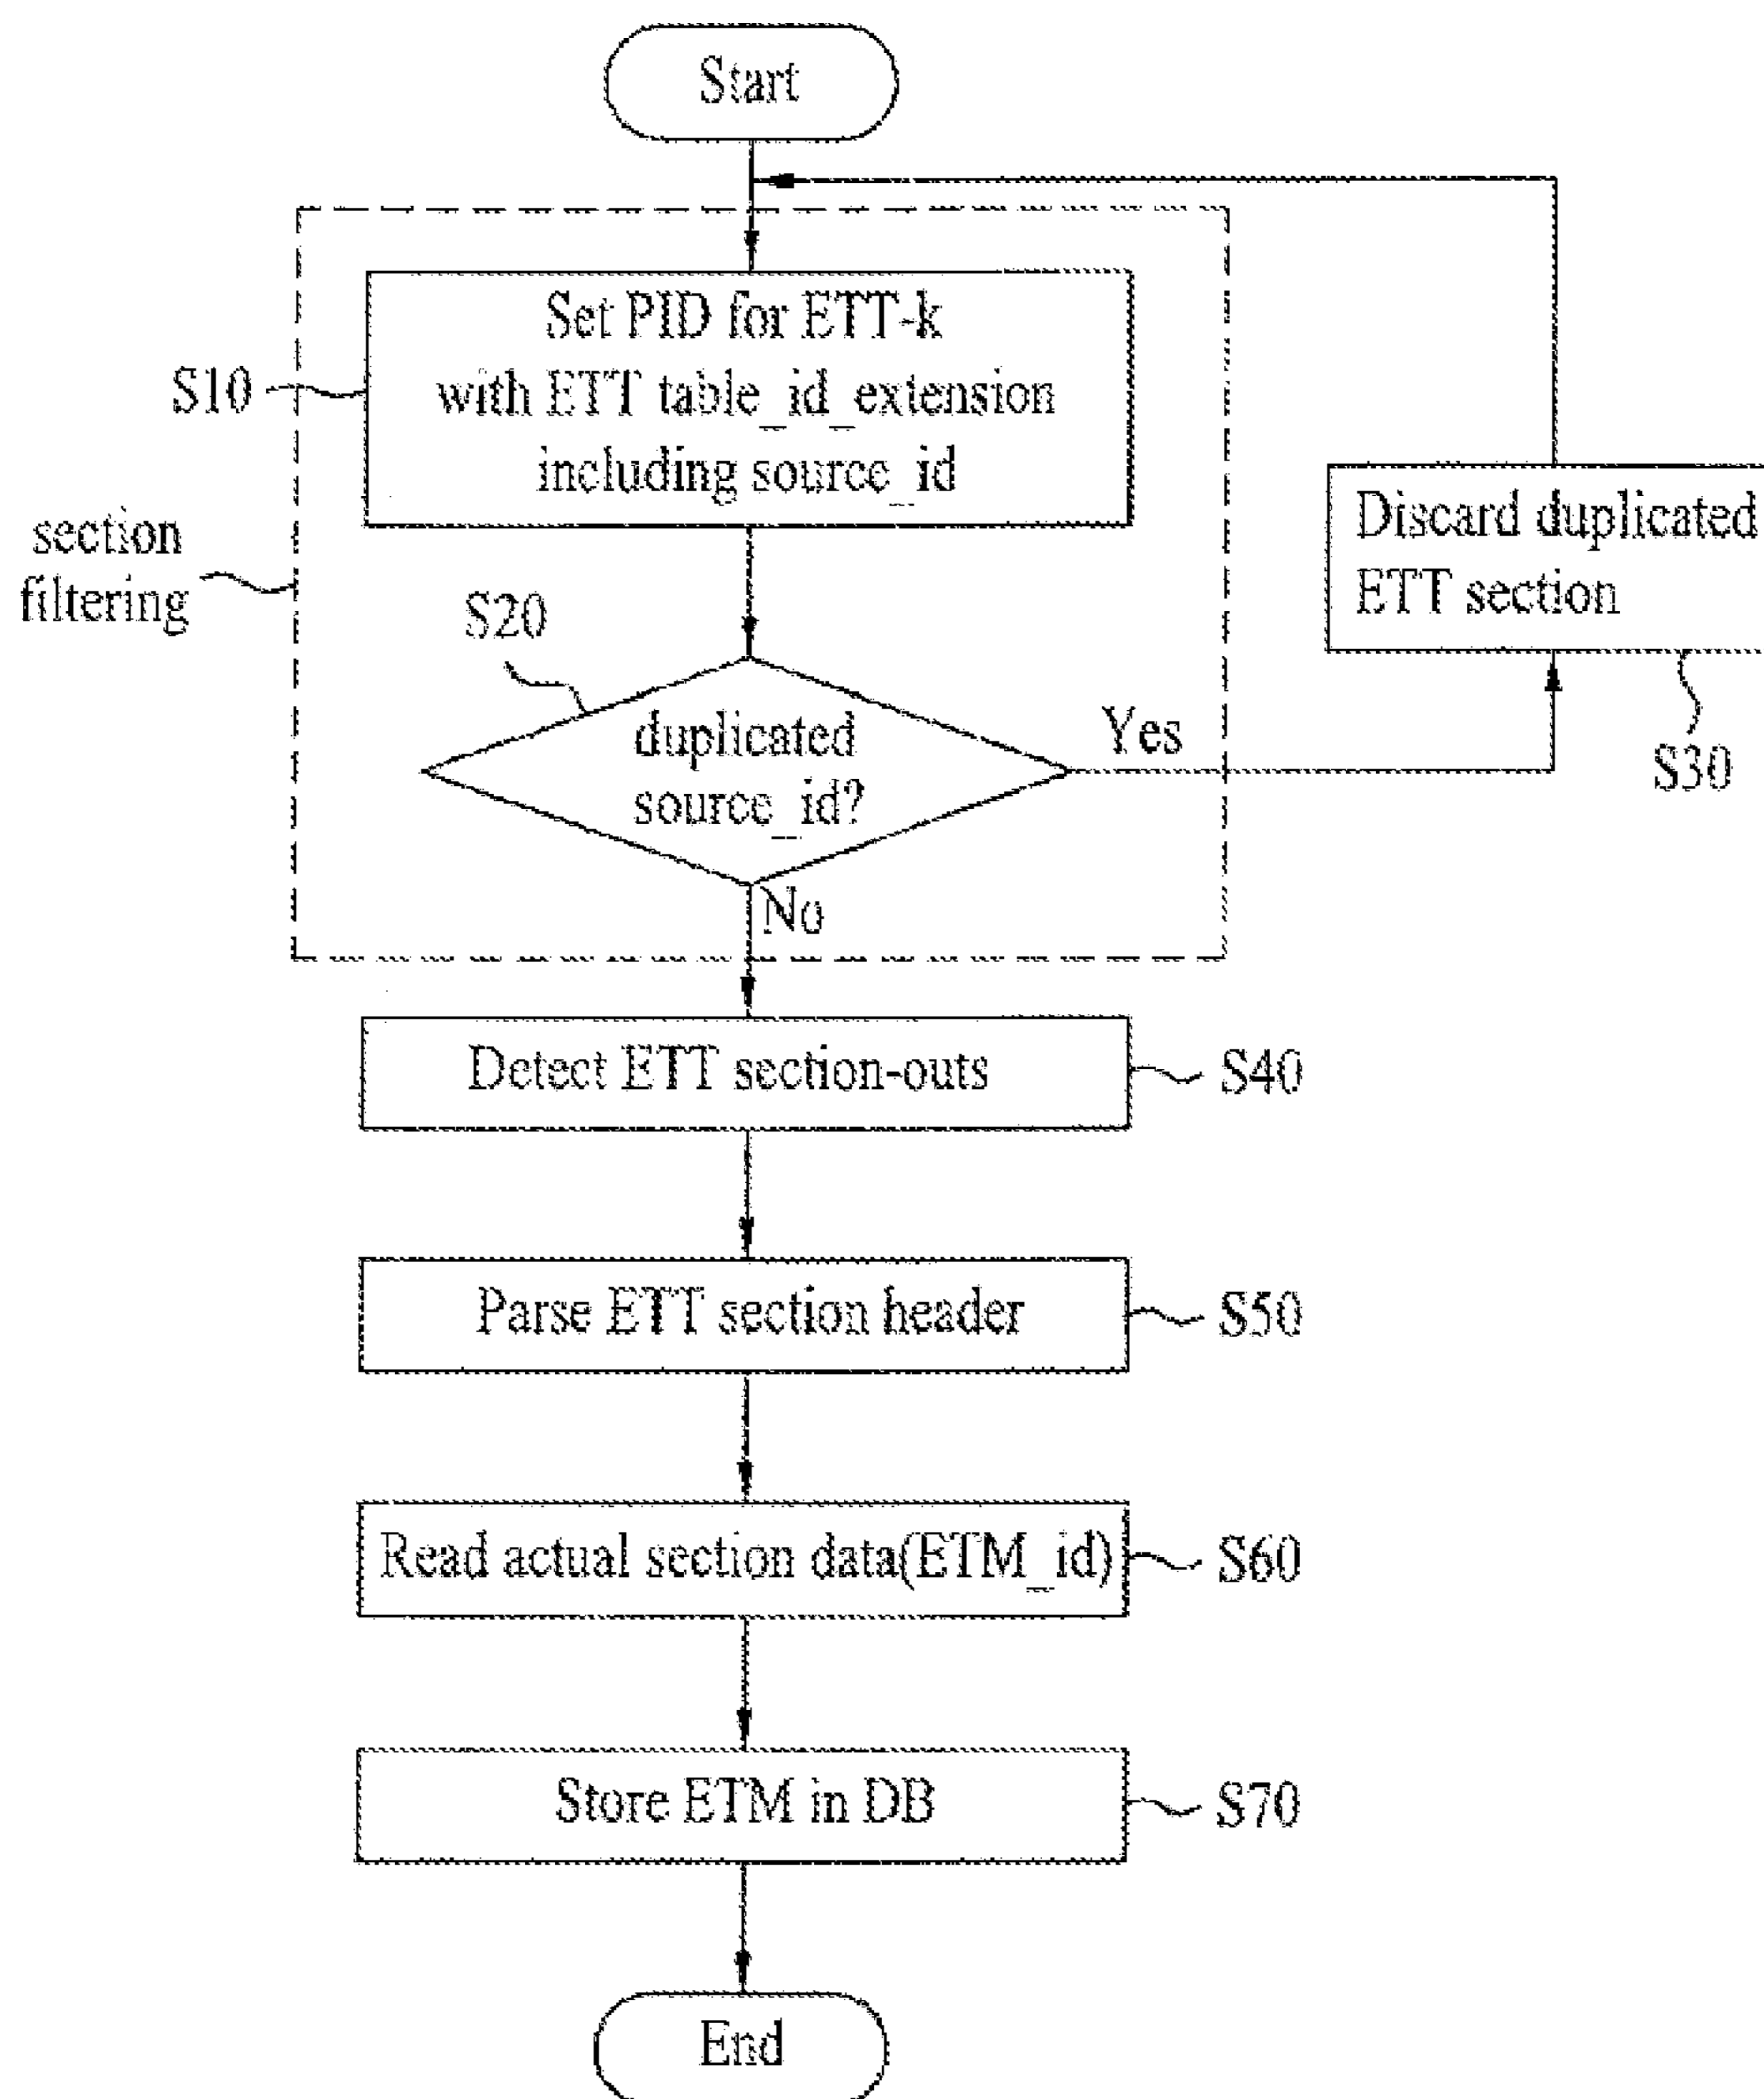 Start
Set PID for ETT-k
with ETT table_id_extension
including source_id
S10
section
filtering
Discard duplicated
ETT section
S30
S20
duplicated
source_id?
Yes
No
Detect ETT section-outs
S40
Parse ETT section header
S50
Read actual section data(ETM_id)
S60
Store ETM in DB
S70
End